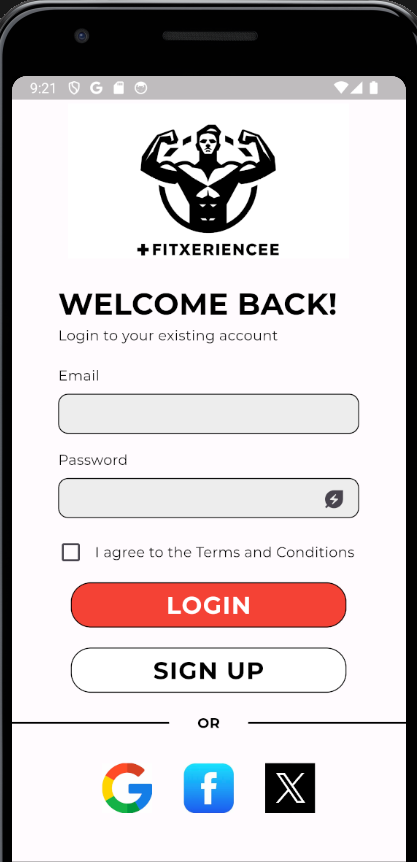 9:21
+FITXERIENCEE
WELCOME BACK!
Login to your existing account
Email
Password
I agree to the Terms and Conditions
LOGIN
SIGN UP
OR